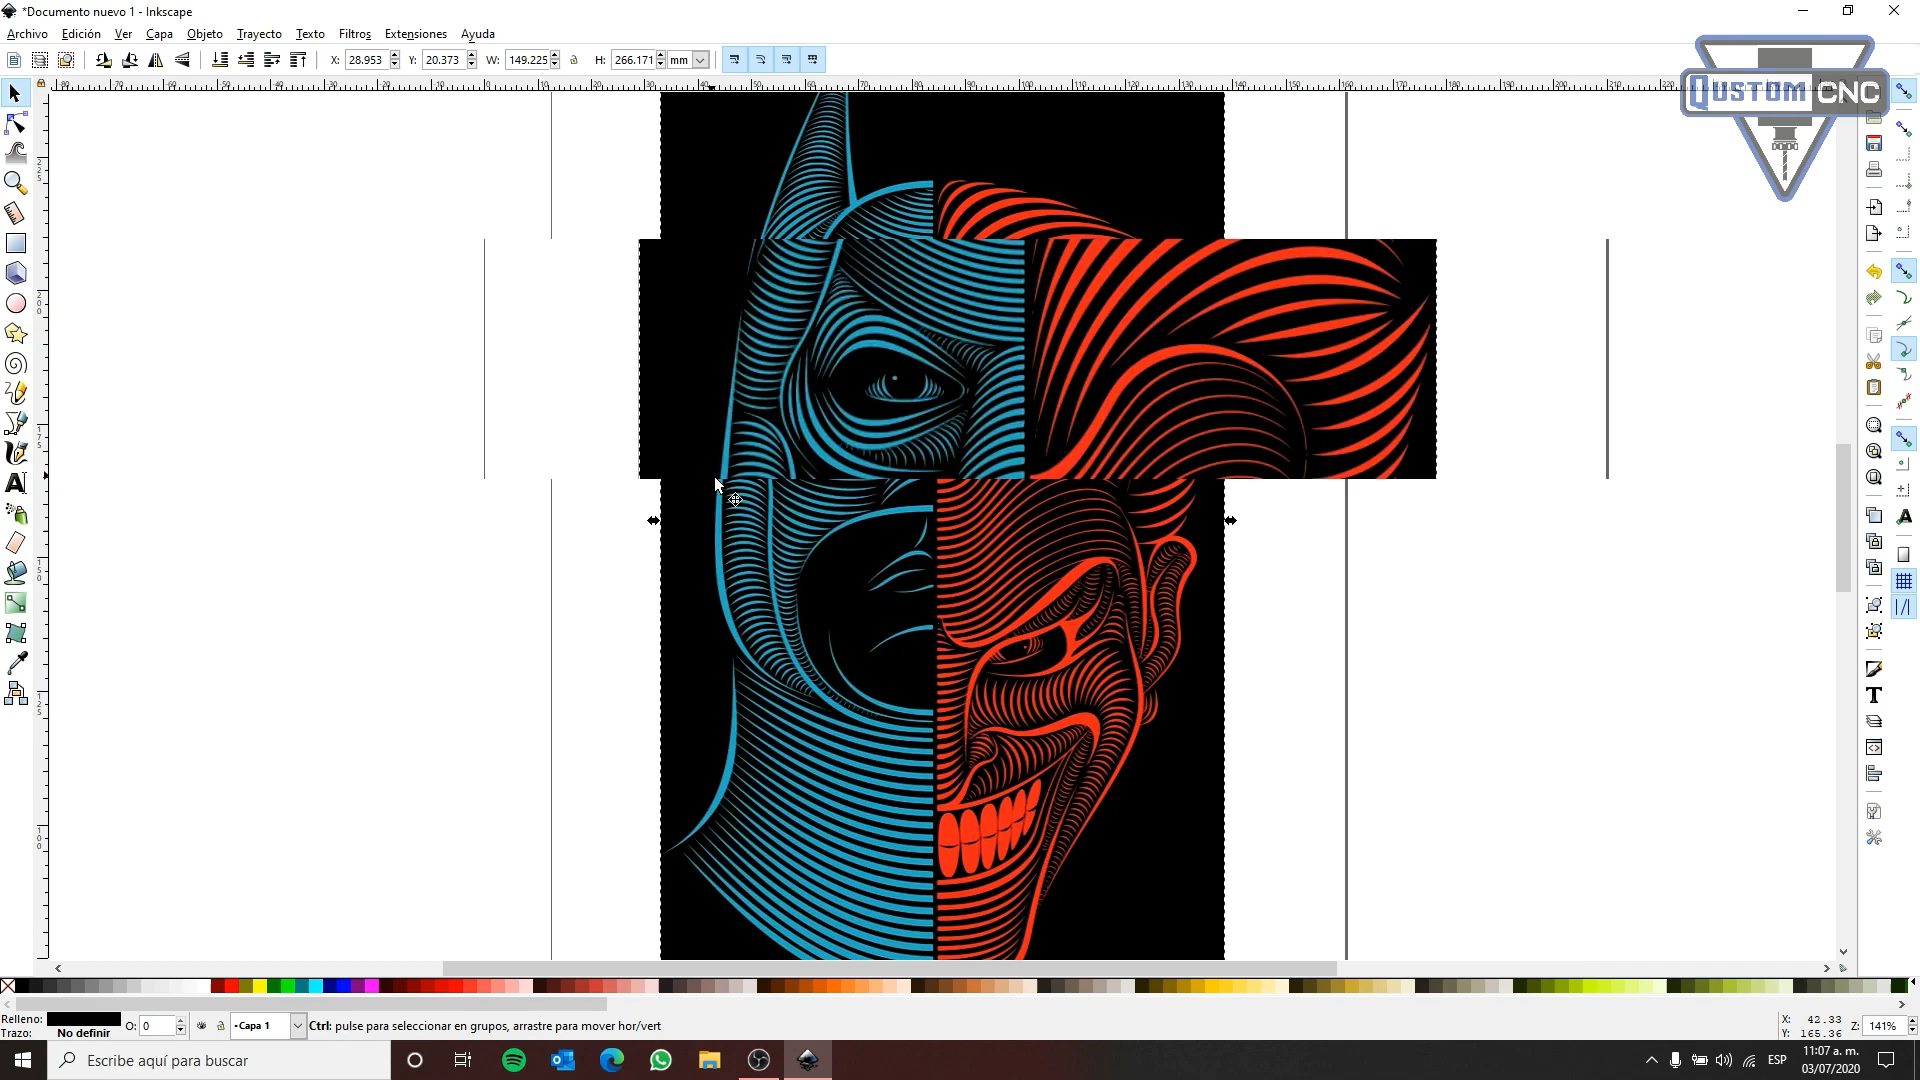 *Documento nuevo 1 - Inkscape
Archivo Edición Ver Capa Objeto Trayecto Texto Filtros Extensiones Ayuda
X: 28.953 Y: 20.373 W: 149.225 H: 266.171 mm
QUSTOM CNC
Relleno:
Trazo: No definir
O: 0
•Capa 1
Ctrl: pulse para seleccionar en grupos, arrastre para mover hor/vert
X: 42.33
Y: 165.36
Z: 141%
Escribe aquí para buscar
ESP
11:07 a. m.
03/07/2020